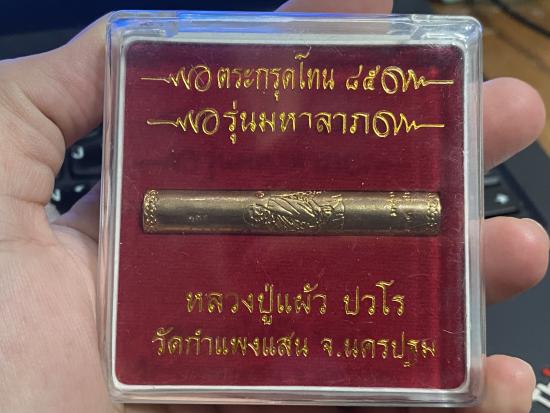 ตระกรุดโทน ๘๕
รุ่นมหาลาภ
หลวงปู่แผ้ว ปวโร
วัดกำแพงแสน จ.นครปฐม